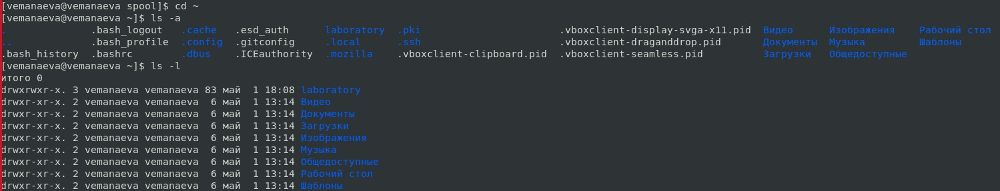 [vemanaeva@vemanaeva spool]$ cd ~
[vemanaeva@vemanaeva ~]$ ls -a
. .bash_logout .cache .esd_auth laboratory .pki .vboxclient-display-svga-x11.pid Видео Изображения Рабочий стол
.. .bash_profile .config .gitconfig .local .ssh .vboxclient-draganddrop.pid Документы Музыка Шаблоны
.bash_history .bashrc .dbus .ICEauthority .mozilla .vboxclient-clipboard.pid .vboxclient-seamless.pid Загрузки Общедоступные
[vemanaeva@vemanaeva ~]$ ls -l
итого 0
drwxrwxr-x. 3 vemanaeva vemanaeva 83 май  1 18:08 laboratory
drwxr-xr-x. 2 vemanaeva vemanaeva  6 май  1 13:14 Видео
drwxr-xr-x. 2 vemanaeva vemanaeva  6 май  1 13:14 Документы
drwxr-xr-x. 2 vemanaeva vemanaeva  6 май  1 13:14 Загрузки
drwxr-xr-x. 2 vemanaeva vemanaeva  6 май  1 13:14 Изображения
drwxr-xr-x. 2 vemanaeva vemanaeva  6 май  1 13:14 Музыка
drwxr-xr-x. 2 vemanaeva vemanaeva  6 май  1 13:14 Общедоступные
drwxr-xr-x. 2 vemanaeva vemanaeva  6 май  1 13:14 Рабочий стол
drwxr-xr-x. 2 vemanaeva vemanaeva  6 май  1 13:14 Шаблоны